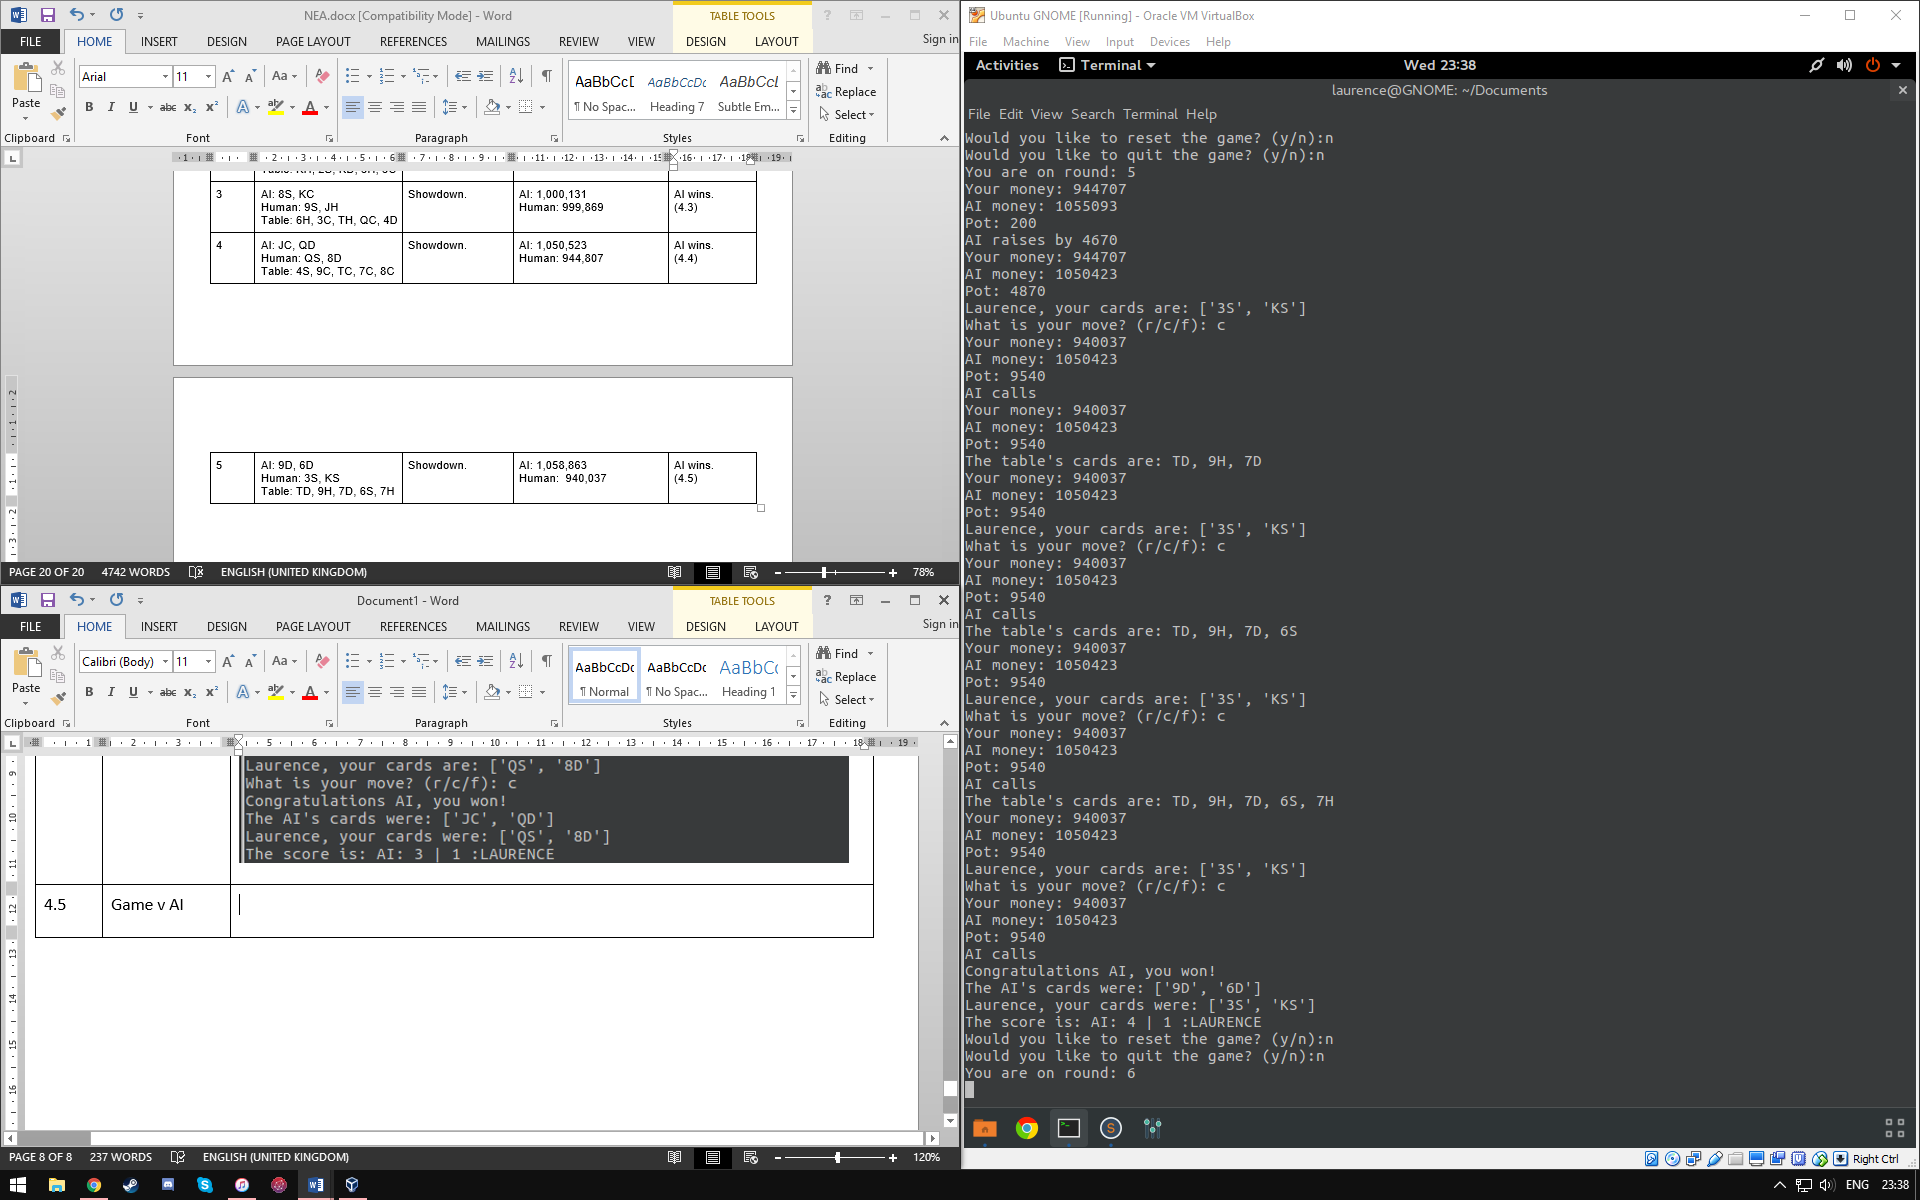 NEA.docx [Compatibility Mode] - Word
TABLE TOOLS
FILE HOME INSERT DESIGN PAGE LAYOUT REFERENCES MAILINGS REVIEW VIEW DESIGN LAYOUT Sign in
Paste
Arial 11
AaBbCcD AaBbCcDc AaBbCcL
¶ No Spac... Heading 7 Subtle Em...
Find
Replace
Select
Clipboard Font Paragraph Styles Editing
3
AI: 8S, KC
Human: 9S, JH
Table: 6H, 3C, TH, QC, 4D
Showdown.
AI: 1,000,131
Human: 999,869
AI wins.
(4.3)
4
AI: JC, QD
Human: QS, 8D
Table: 4S, 9C, TC, 7C, 8C
Showdown.
AI: 1,050,523
Human: 944,807
AI wins.
(4.4)
5
AI: 9D, 6D
Human: 3S, KS
Table: TD, 9H, 7D, 6S, 7H
Showdown.
AI: 1,058,863
Human: 940,037
AI wins.
(4.5)
PAGE 20 OF 20 4742 WORDS ENGLISH (UNITED KINGDOM) 78%
Document1 - Word
TABLE TOOLS
FILE HOME INSERT DESIGN PAGE LAYOUT REFERENCES MAILINGS REVIEW VIEW DESIGN LAYOUT Sign in
Paste
Calibri (Body) 11
AaBbCcDc AaBbCcDc AaBbCc
¶ Normal ¶ No Spac... Heading 1
Find
Replace
Select
Clipboard Font Paragraph Styles Editing
Laurence, your cards are: ['QS', '8D']
What is your move? (r/c/f): c
Congratulations AI, you won!
The AI's cards were: ['JC', 'QD']
Laurence, your cards were: ['QS', '8D']
The score is: AI: 3 | 1 :LAURENCE
4.5 Game v AI
PAGE 8 OF 8 237 WORDS ENGLISH (UNITED KINGDOM) 120%
Ubuntu GNOME [Running] - Oracle VM VirtualBox
File Machine View Input Devices Help
Activities Terminal Wed 23:38
laurence@GNOME: ~/Documents
File Edit View Search Terminal Help
Would you like to reset the game? (y/n):n
Would you like to quit the game? (y/n):n
You are on round: 5
Your money: 944707
AI money: 1055093
Pot: 200
AI raises by 4670
Your money: 944707
AI money: 1050423
Pot: 4870
Laurence, your cards are: ['3S', 'KS']
What is your move? (r/c/f): c
Your money: 940037
AI money: 1050423
Pot: 9540
AI calls
Your money: 940037
AI money: 1050423
Pot: 9540
The table's cards are: TD, 9H, 7D
Your money: 940037
AI money: 1050423
Pot: 9540
Laurence, your cards are: ['3S', 'KS']
What is your move? (r/c/f): c
Your money: 940037
AI money: 1050423
Pot: 9540
AI calls
The table's cards are: TD, 9H, 7D, 6S
Your money: 940037
AI money: 1050423
Pot: 9540
Laurence, your cards are: ['3S', 'KS']
What is your move? (r/c/f): c
Your money: 940037
AI money: 1050423
Pot: 9540
AI calls
The table's cards are: TD, 9H, 7D, 6S, 7H
Your money: 940037
AI money: 1050423
Pot: 9540
Laurence, your cards are: ['3S', 'KS']
What is your move? (r/c/f): c
Your money: 940037
AI money: 1050423
Pot: 9540
AI calls
Congratulations AI, you won!
The AI's cards were: ['9D', '6D']
Laurence, your cards were: ['3S', 'KS']
The score is: AI: 4 | 1 :LAURENCE
Would you like to reset the game? (y/n):n
Would you like to quit the game? (y/n):n
You are on round: 6
Right Ctrl
ENG 23:38